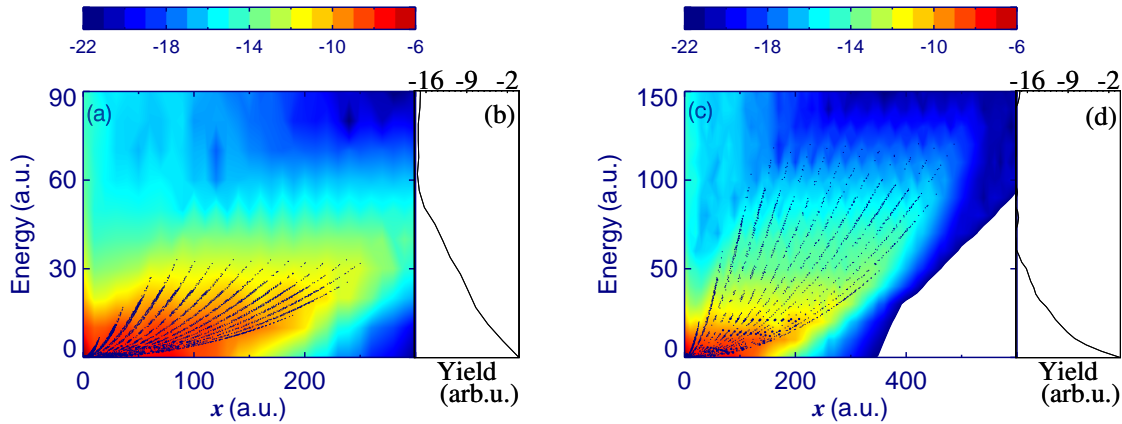 -22 -18 -14 -10 -6
-16 -9 -2
90
60
30
0
Energy (a.u.)
(a)
(b)
0 100 200
x (a.u.)
Yield
(arb.u.)
-22 -18 -14 -10 -6
-16 -9 -2
150
100
50
0
Energy (a.u.)
(c)
(d)
0 200 400
x (a.u.)
Yield
(arb.u.)